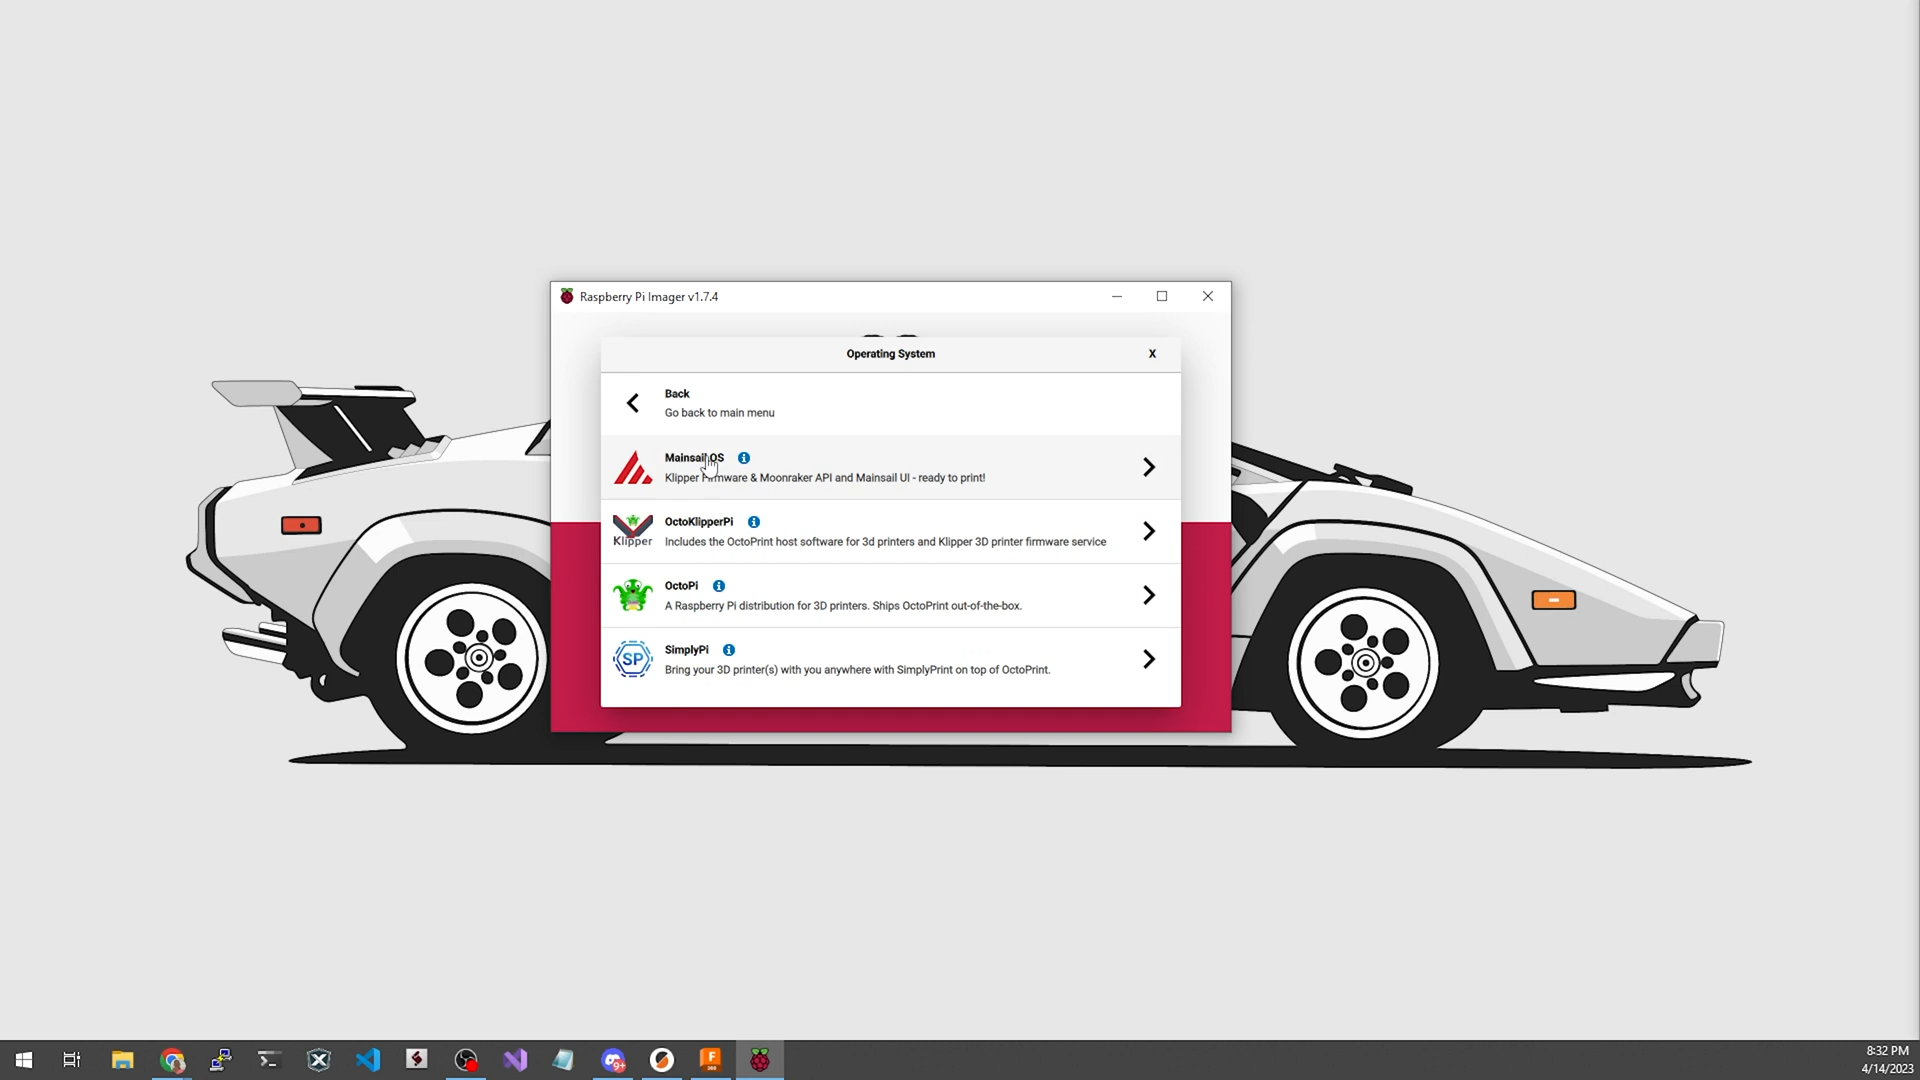 Raspberry Pi Imager v1.7.4
Operating System
X
Back
Go back to main menu
MainsailOS
Klipper Firmware & Moonraker API and Mainsail UI - ready to print!
Klipper
OctoKlipperPi
Includes the OctoPrint host software for 3d printers and Klipper 3D printer firmware service
OctoPi
A Raspberry Pi distribution for 3D printers. Ships OctoPrint out-of-the-box.
SP
SimplyPi
Bring your 3D printer(s) with you anywhere with SimplyPrint on top of OctoPrint.
9+
F
8:32 PM
4/14/2023